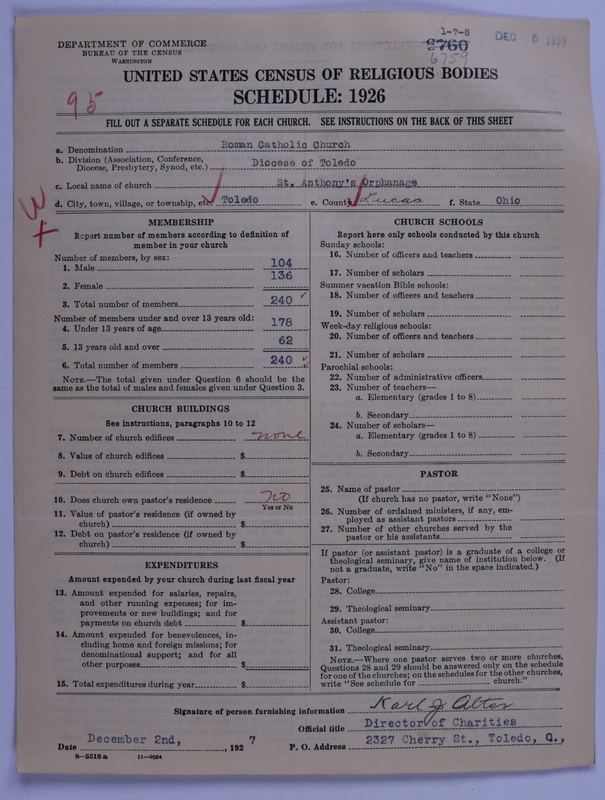 1-7-8
DEPARTMENT OF COMMERCE
BUREAU OF THE CENSUS
WASHINGTON
8760
6759
DEC 5 1927
UNITED STATES CENSUS OF RELIGIOUS BODIES
SCHEDULE: 1926
95
FILL OUT A SEPARATE SCHEDULE FOR EACH CHURCH. SEE INSTRUCTIONS ON THE BACK OF THIS SHEET
a. Denomination Roman Catholic Church
b. Division (Association, Conference,
Diocese, Presbytery, Synod, etc.) Diocese of Toledo
c. Local name of church St. Anthony's Orphanage
d. City, town, village, or township, etc. Toledo e. County Lucas f. State Ohio
MEMBERSHIP
Report number of members according to definition of
member in your church
Number of members, by sex:
1. Male 104
2. Female 136
3. Total number of members 240
Number of members under and over 13 years old:
4. Under 13 years of age 178
5. 13 years old and over 62
6. Total number of members 240
NOTE.—The total given under Question 6 should be the
same as the total of males and females given under Question 3.
CHURCH BUILDINGS
See instructions, paragraphs 10 to 12
7. Number of church edifices none
8. Value of church edifices $
9. Debt on church edifices $
10. Does church own pastor's residence no
Yes or No
11. Value of pastor's residence (if owned by
church) $
12. Debt on pastor's residence (if owned by
church) $
EXPENDITURES
Amount expended by your church during last fiscal year
13. Amount expended for salaries, repairs,
and other running expenses; for im-
provements or new buildings; and for
payments on church debt $
14. Amount expended for benevolences, in-
cluding home and foreign missions; for
denominational support; and for all
other purposes $
15. Total expenditures during year $
CHURCH SCHOOLS
Report here only schools conducted by this church
Sunday schools:
16. Number of officers and teachers
17. Number of scholars
Summer vacation Bible schools:
18. Number of officers and teachers
19. Number of scholars
Week-day religious schools:
20. Number of officers and teachers
21. Number of scholars
Parochial schools:
22. Number of administrative officers
23. Number of teachers—
a. Elementary (grades 1 to 8)
b. Secondary
24. Number of scholars—
a. Elementary (grades 1 to 8)
b. Secondary
PASTOR
25. Name of pastor
(If church has no pastor, write "None")
26. Number of ordained ministers, if any, em-
ployed as assistant pastors
27. Number of other churches served by the
pastor or his assistants
If pastor (or assistant pastor) is a graduate of a college or
theological seminary, give name of institution below. (If
not a graduate, write "No" in the space indicated.)
Pastor:
28. College
29. Theological seminary
Assistant pastor:
30. College
31. Theological seminary
NOTE.—Where one pastor serves two or more churches,
Questions 28 and 29 should be answered only on the schedule
for one of the churches; on the schedules for the other churches,
write "See schedule for church."
Signature of person furnishing information Karl J Alter
Official title Director of Charities
Date December 2nd, , 1927 P. O. Address 2327 Cherry St., Toledo, O.,
8-5518a 11-9084